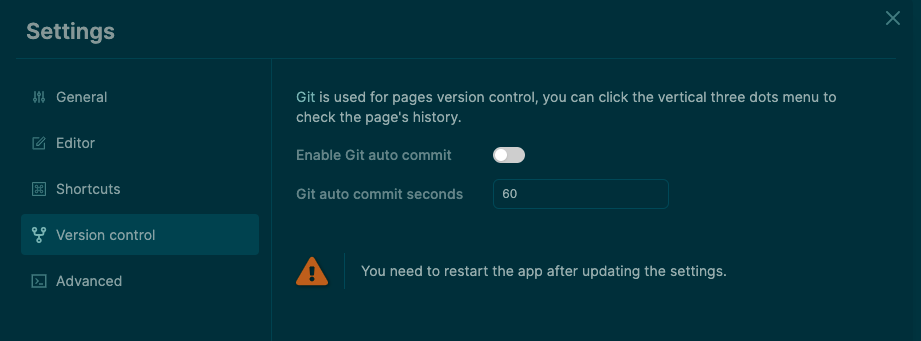 Settings
General
Editor
Shortcuts
Version control
Advanced
Git is used for pages version control, you can click the vertical three dots menu to
check the page's history.
Enable Git auto commit
Git auto commit seconds
60
You need to restart the app after updating the settings.